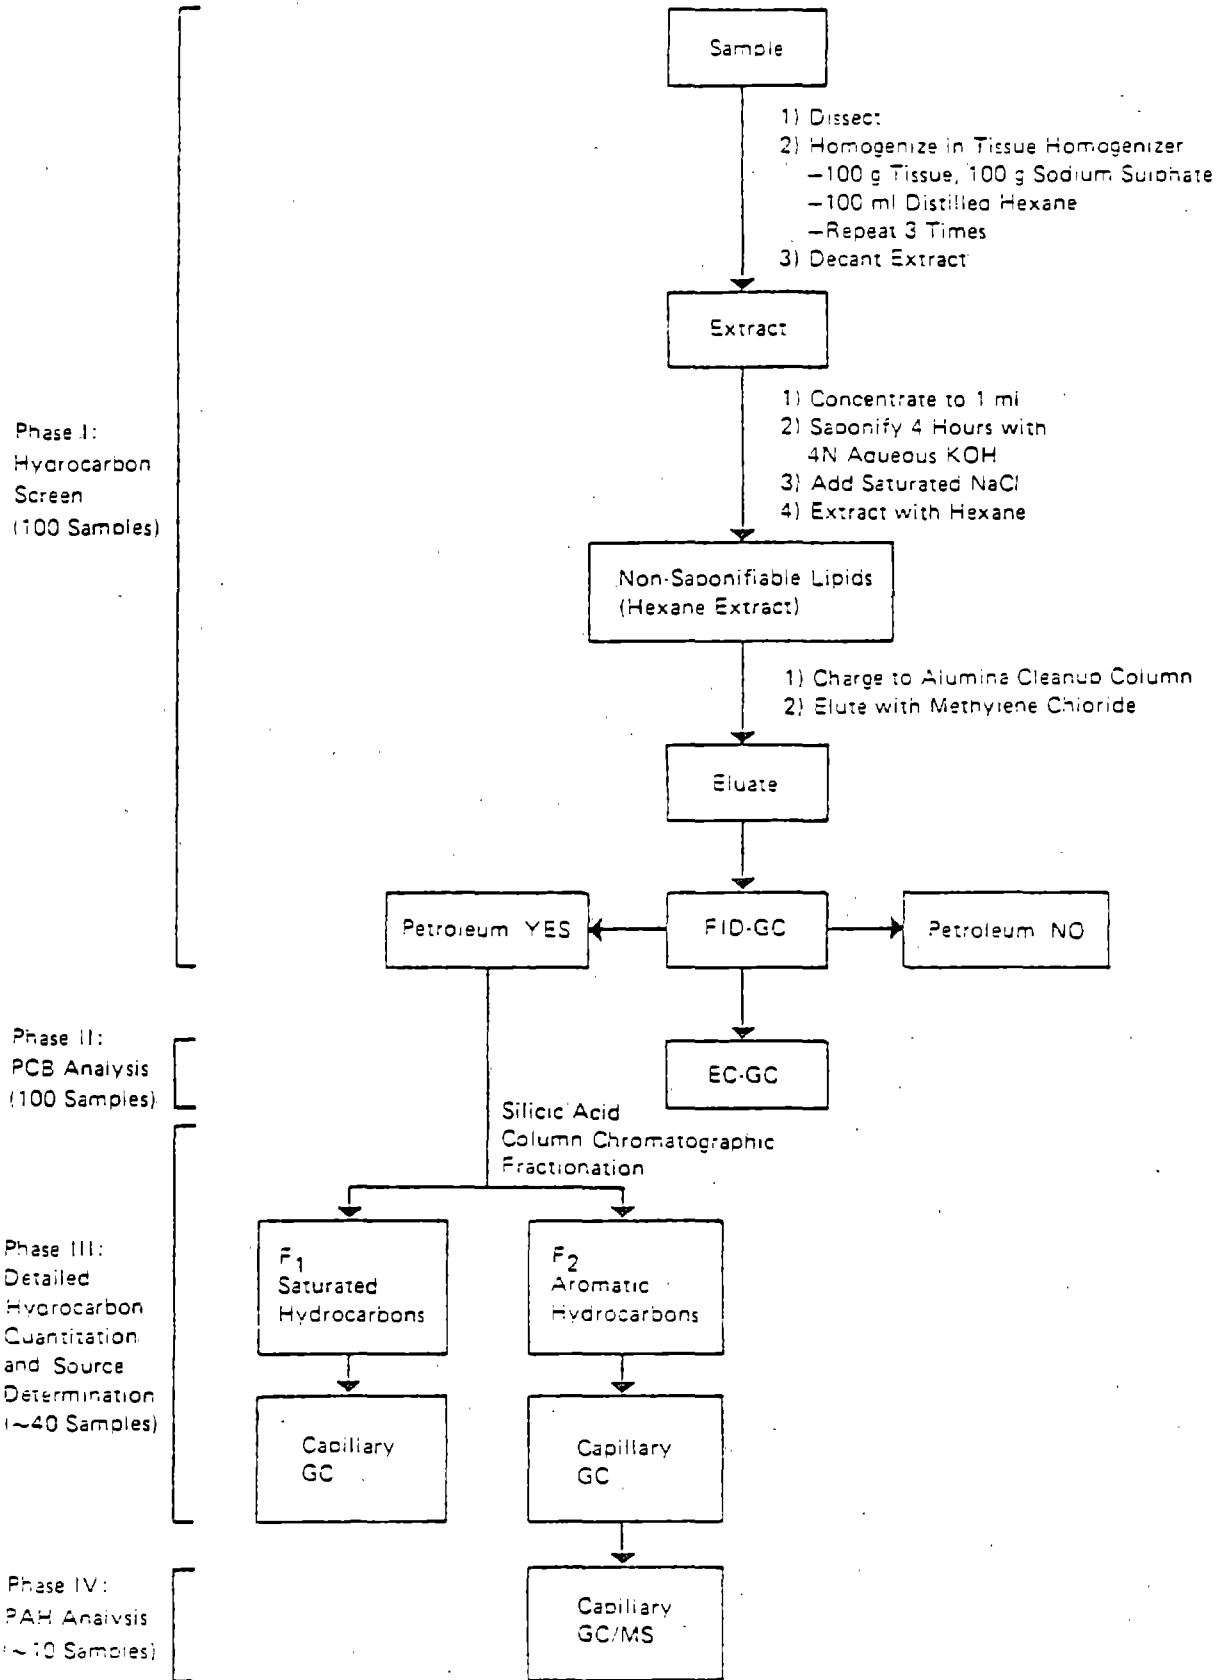 Sample
1) Dissect
2) Homogenize in Tissue Homogenizer
—100 g Tissue, 100 g Sodium Sulphate
—100 ml Distilled Hexane
—Repeat 3 Times
3) Decant Extract
Extract
1) Concentrate to 1 ml
2) Saponify 4 Hours with
4N Aqueous KOH
3) Add Saturated NaCl
4) Extract with Hexane
Phase I:
Hydrocarbon
Screen
(100 Samples)
Non-Saponifiable Lipids
(Hexane Extract)
1) Charge to Alumina Cleanup Column
2) Elute with Methylene Chloride
Eluate
Petroleum YES
FID-GC
Petroleum NO
Phase II:
PCB Analysis
(100 Samples)
EC-GC
Silicic Acid
Column Chromatographic
Fractionation
Phase III:
Detailed
Hydrocarbon
Quantitation
and Source
Determination
(~40 Samples)
F1
Saturated
Hydrocarbons
F2
Aromatic
Hydrocarbons
Capillary
GC
Capillary
GC
Phase IV:
PAH Analysis
(~10 Samples)
Capillary
GC/MS